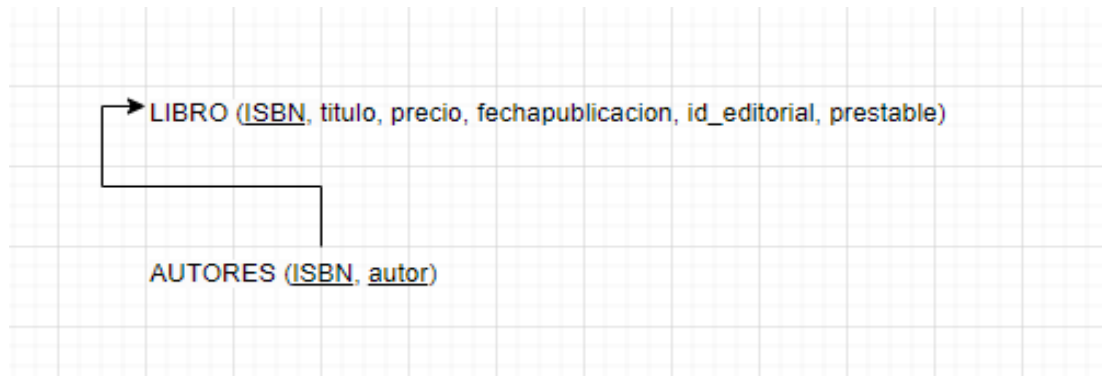 LIBRO (ISBN, titulo, precio, fechapublicacion, id_editorial, prestable)
AUTORES (ISBN, autor)